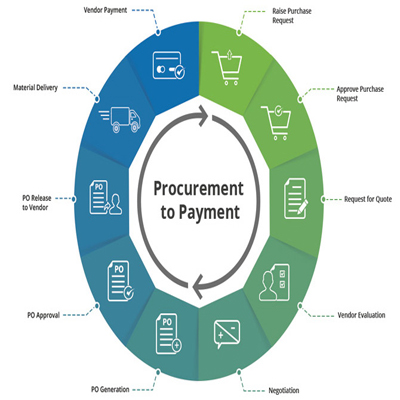 Vendor Payment
Raise Purchase
Request
Material Delivery
Approve Purchase
Request
Procurement
to Payment
PO Release
to Vendor
PO
Request for Quote
PO Approval
PO
Vendor Evaluation
PO Generation
PO
Negotiation